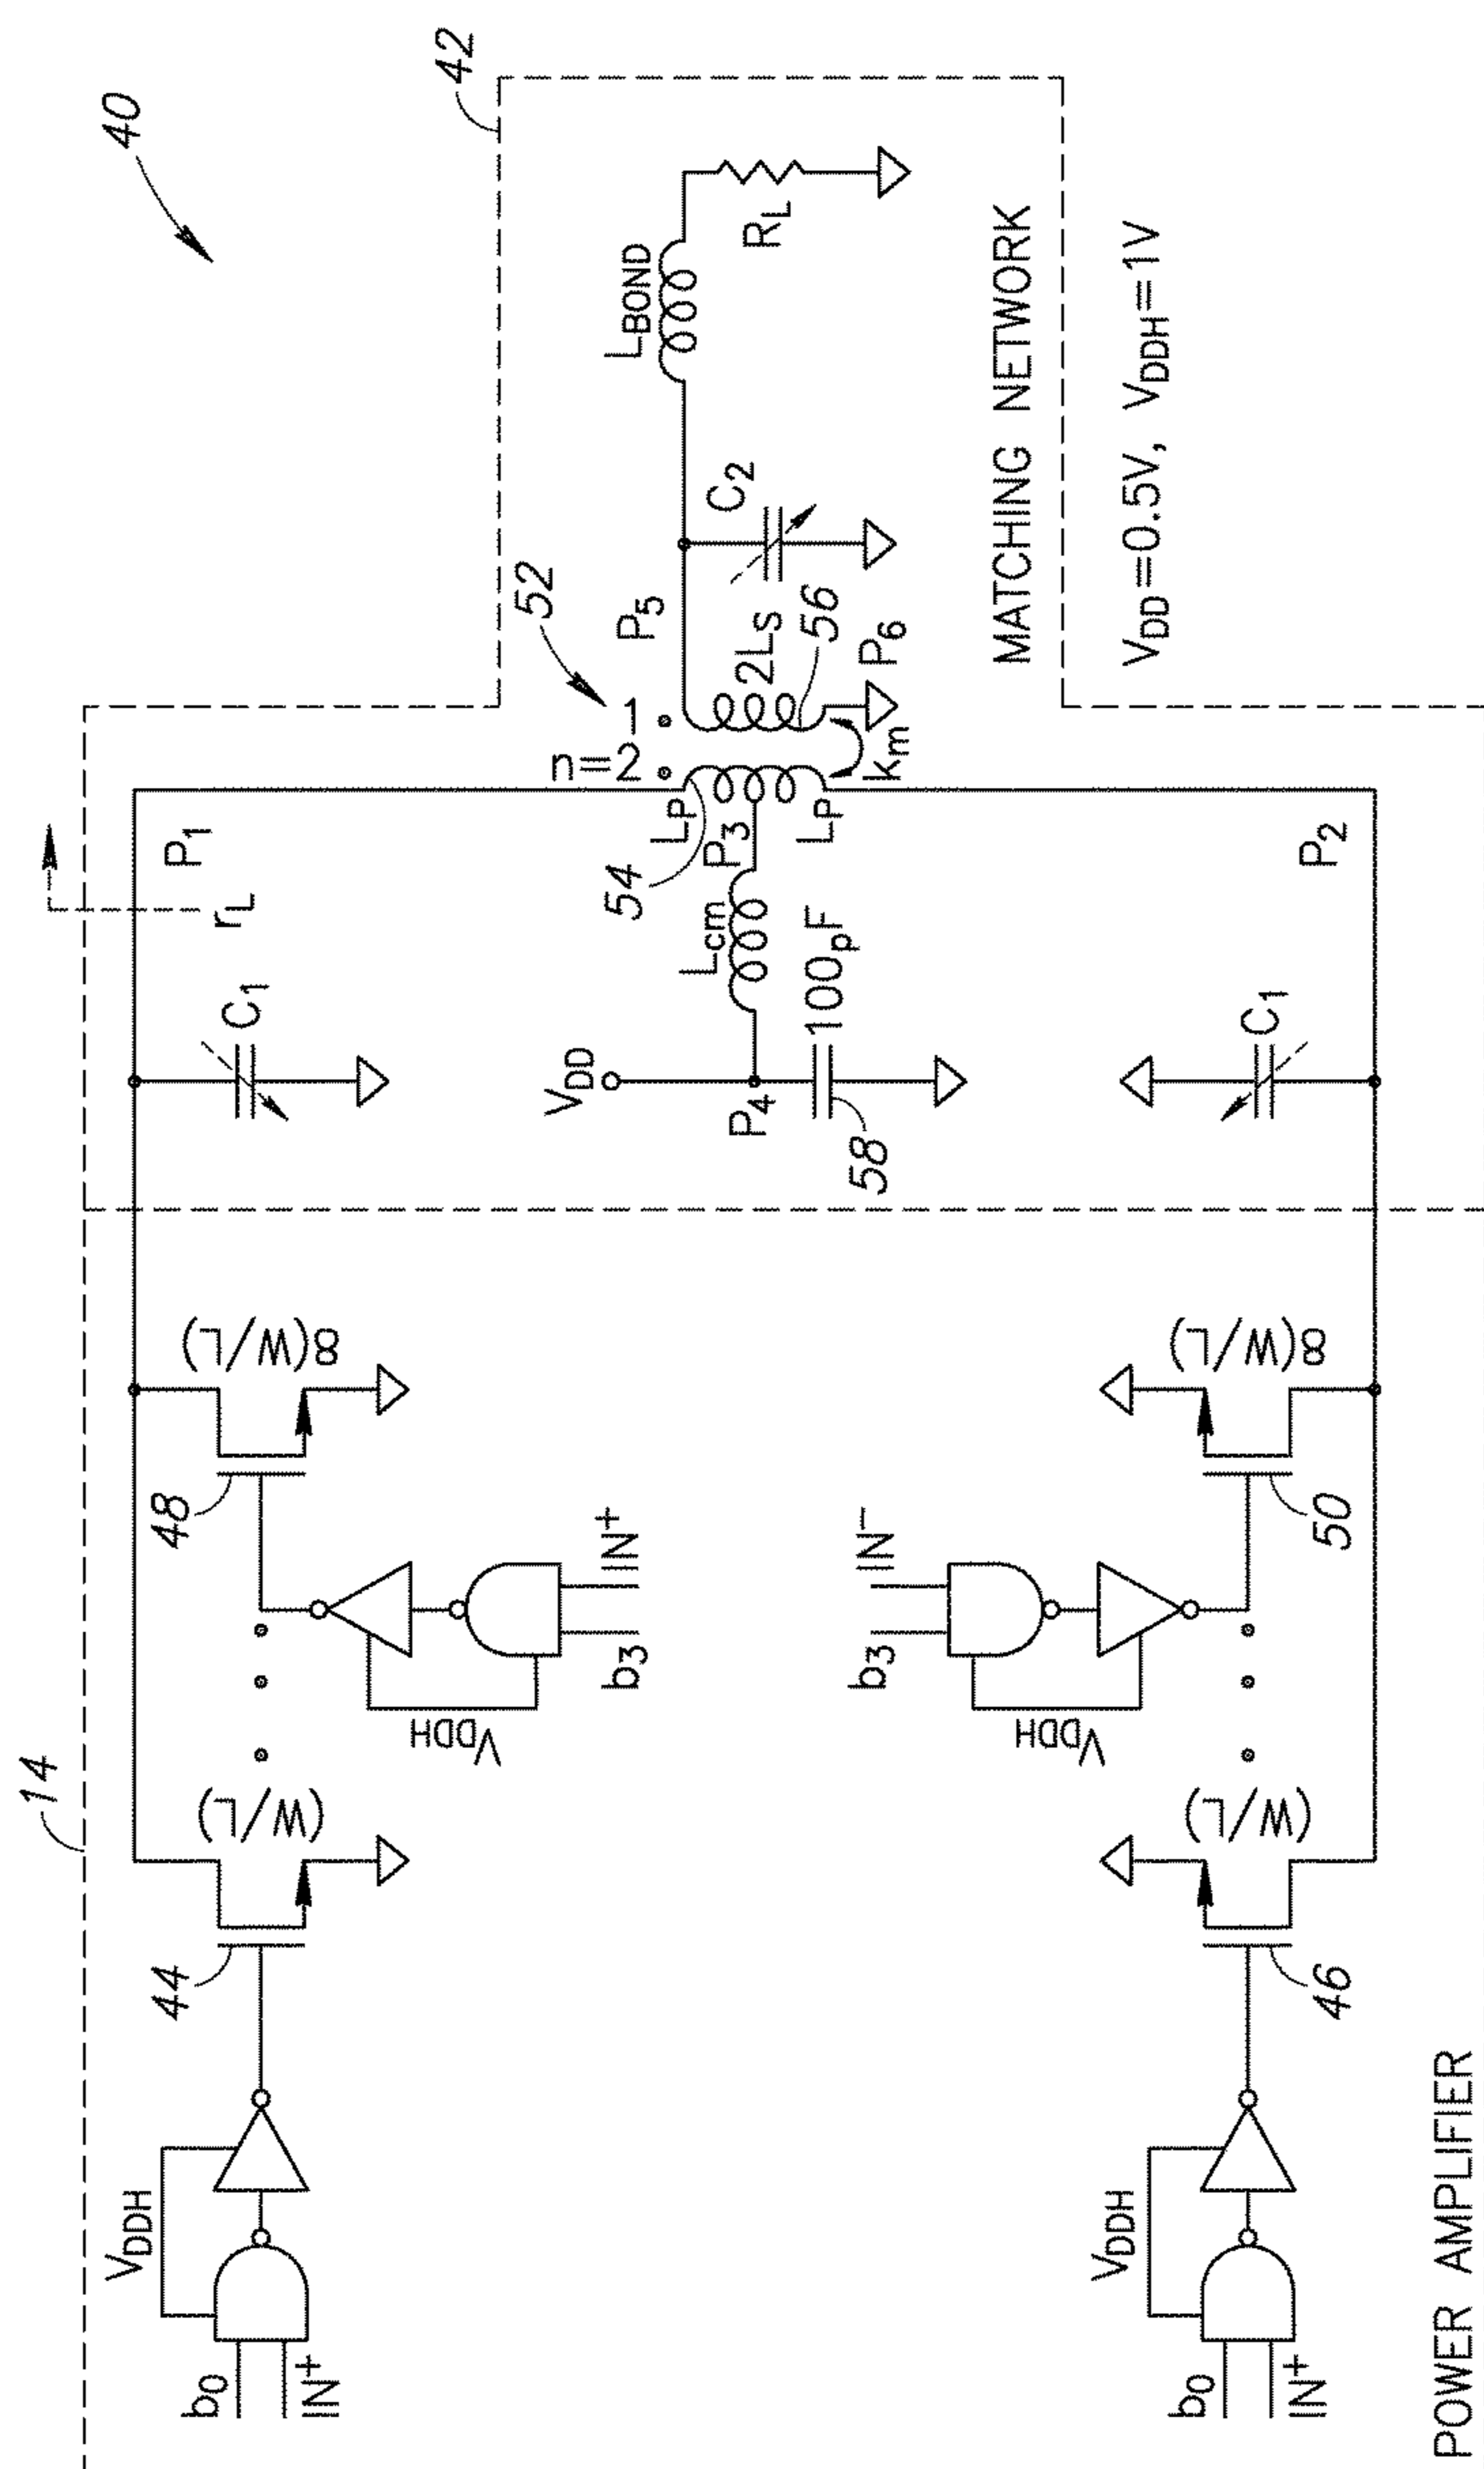 40
42
14
V_DDH
b0
IN+
44
(W/L)
48
8(W/L)
V_DDH
b3
IN+
C1
rL
P1
VDD
P4
58
100pF
Lcm
P3
LP
LP
54
n=2
1
52
km
2LS
56
P5
P6
C2
LBOND
RL
MATCHING NETWORK
VDD=0.5V, VDDH=1V
b3
IN−
VDDH
VDDH
b0
IN+
46
(W/L)
50
8(W/L)
C1
P2
POWER AMPLIFIER